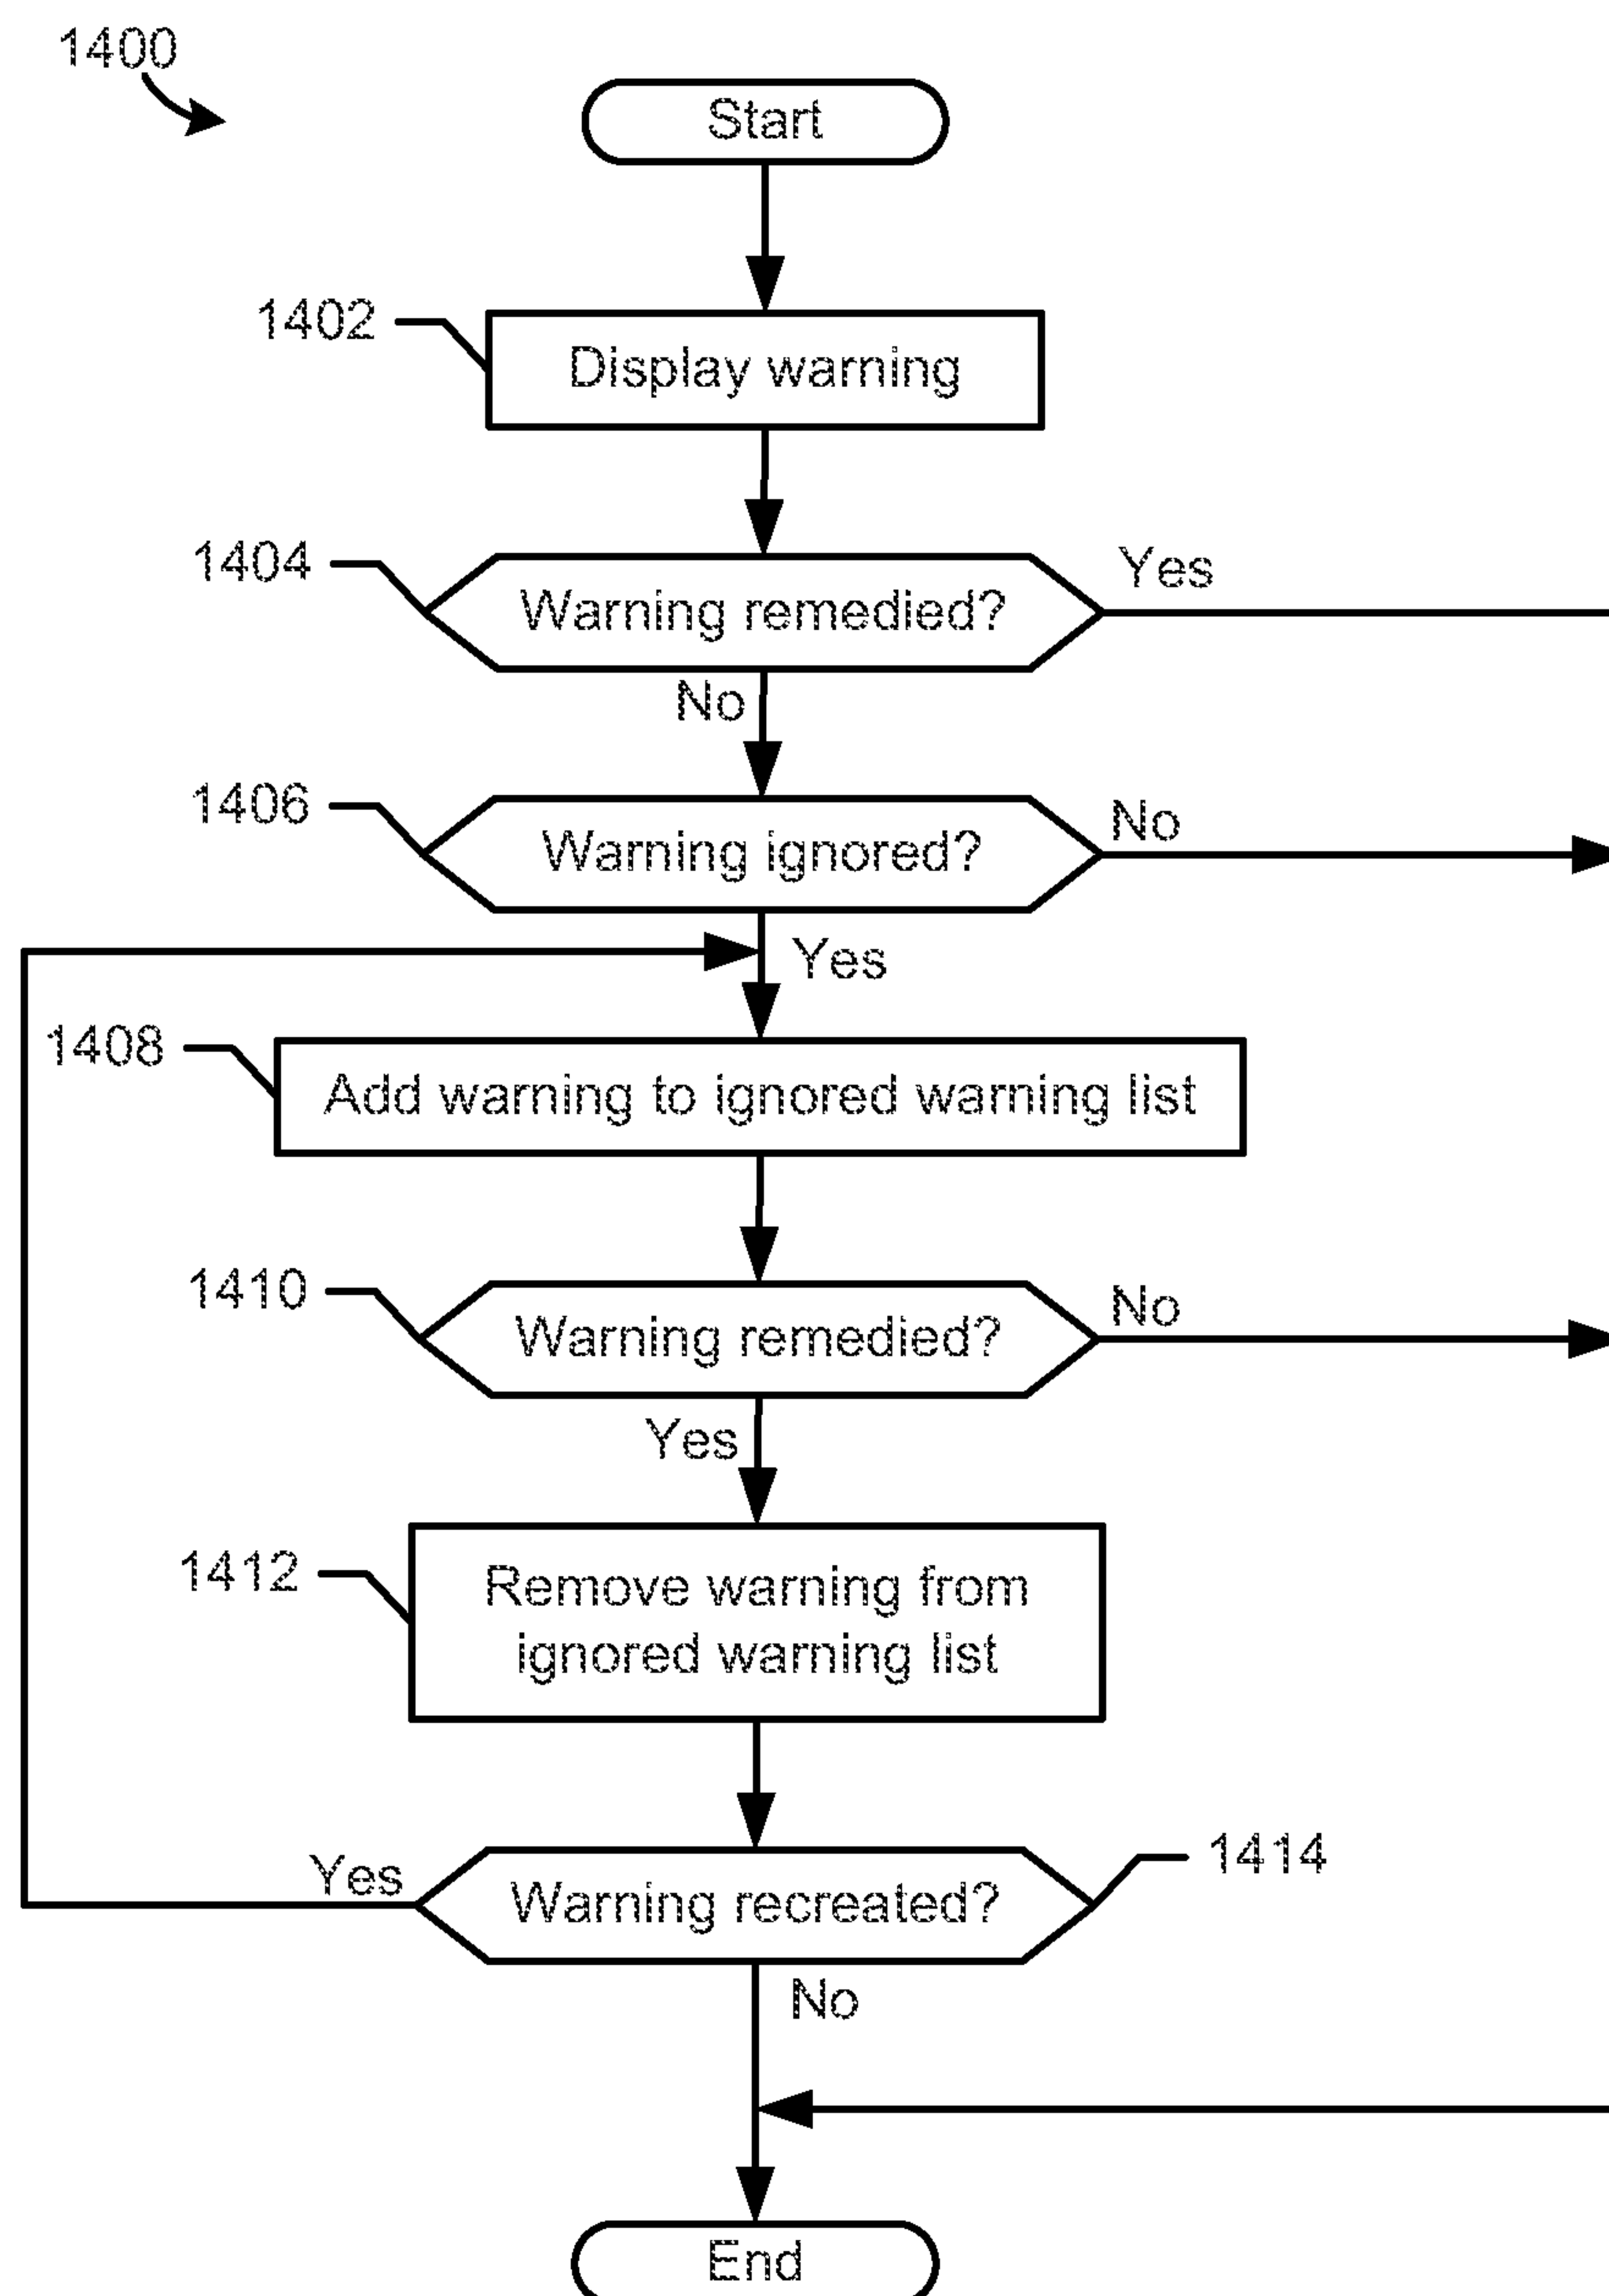 1400
Start
1402
Display warning
1404
Warning remedied?
Yes
No
1406
Warning ignored?
No
Yes
1408
Add warning to ignored warning list
1410
Warning remedied?
No
Yes
1412
Remove warning from
ignored warning list
Yes
Warning recreated?
1414
No
End